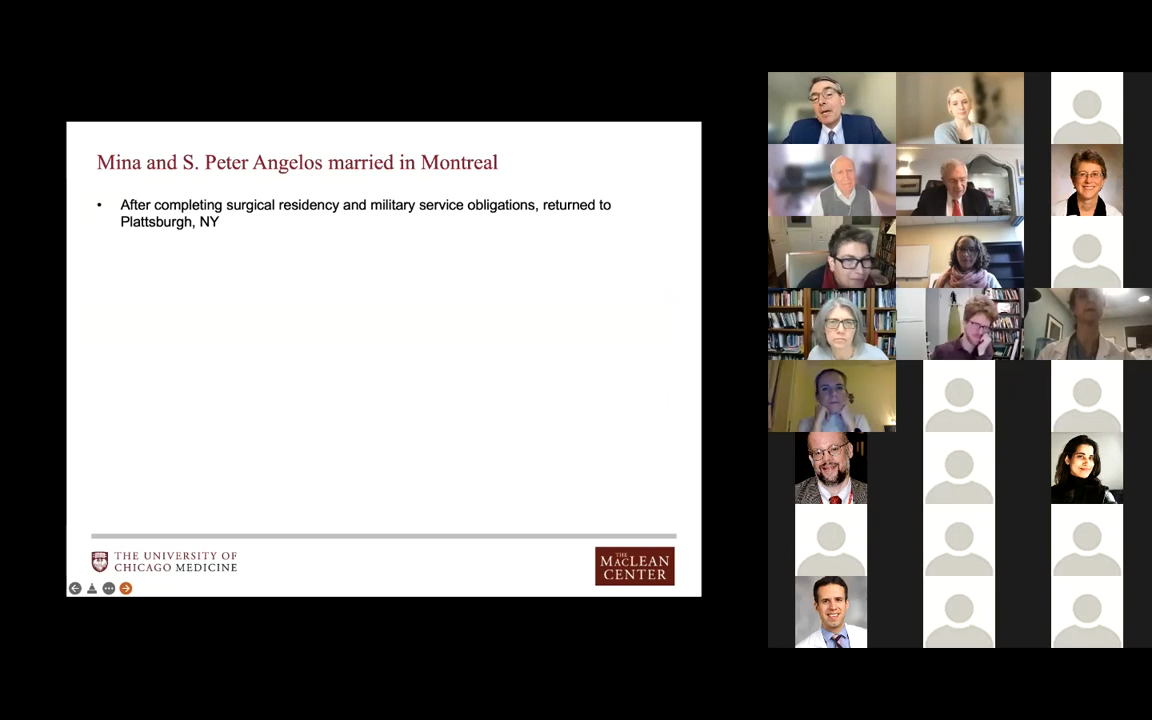 Mina and S. Peter Angelos married in Montreal
• After completing surgical residency and military service obligations, returned to
Plattsburgh, NY
THE UNIVERSITY OF
CHICAGO MEDICINE
THE
MACLEAN
CENTER